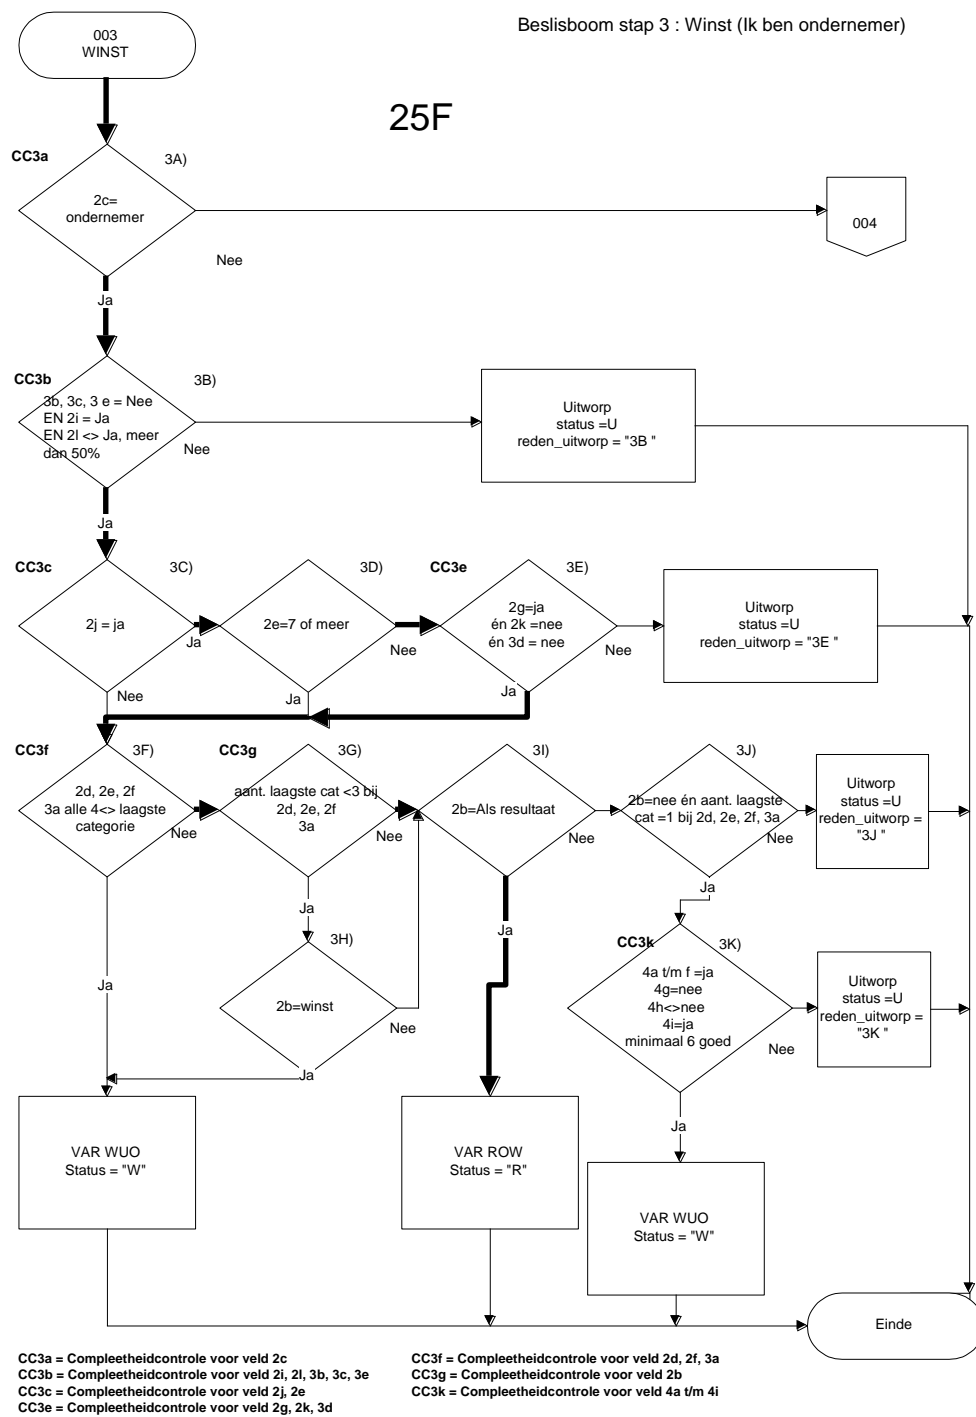 Beslisboom stap 3 : Winst (Ik ben ondernemer)
003
WINST
25F
CC3a
3A)
2c=
ondernemer
004
Nee
Ja
CC3b
3B)
3b, 3c, 3 e = Nee
EN 2i = Ja
EN 2l <> Ja, meer
dan 50%
Nee
Uitworp
status =U
reden_uitworp = "3B "
Ja
CC3c
3C)
2j = ja
Ja
Nee
3D)
2e=7 of meer
Nee
Ja
CC3e
3E)
2g=ja
én 2k =nee
én 3d = nee
Nee
Ja
Uitworp
status =U
reden_uitworp = "3E "
CC3f
3F)
2d, 2e, 2f
3a alle 4<> laagste
categorie
Nee
Ja
CC3g
3G)
aant. laagste cat <3 bij
2d, 2e, 2f
3a
Nee
Ja
3H)
2b=winst
Nee
Ja
3I)
2b=Als resultaat
Nee
Ja
3J)
2b=nee én aant. laagste
cat =1 bij 2d, 2e, 2f, 3a
Nee
Ja
Uitworp
status =U
reden_uitworp =
"3J "
CC3k
3K)
4a t/m f =ja
4g=nee
4h<>nee
4i=ja
minimaal 6 goed
Nee
Ja
Uitworp
status =U
reden_uitworp =
"3K "
VAR WUO
Status = "W"
VAR ROW
Status = "R"
VAR WUO
Status = "W"
Einde
CC3a = Compleetheidcontrole voor veld 2c
CC3b = Compleetheidcontrole voor veld 2i, 2l, 3b, 3c, 3e
CC3c = Compleetheidcontrole voor veld 2j, 2e
CC3e = Compleetheidcontrole voor veld 2g, 2k, 3d
CC3f = Compleetheidcontrole voor veld 2d, 2f, 3a
CC3g = Compleetheidcontrole voor veld 2b
CC3k = Compleetheidcontrole voor veld 4a t/m 4i